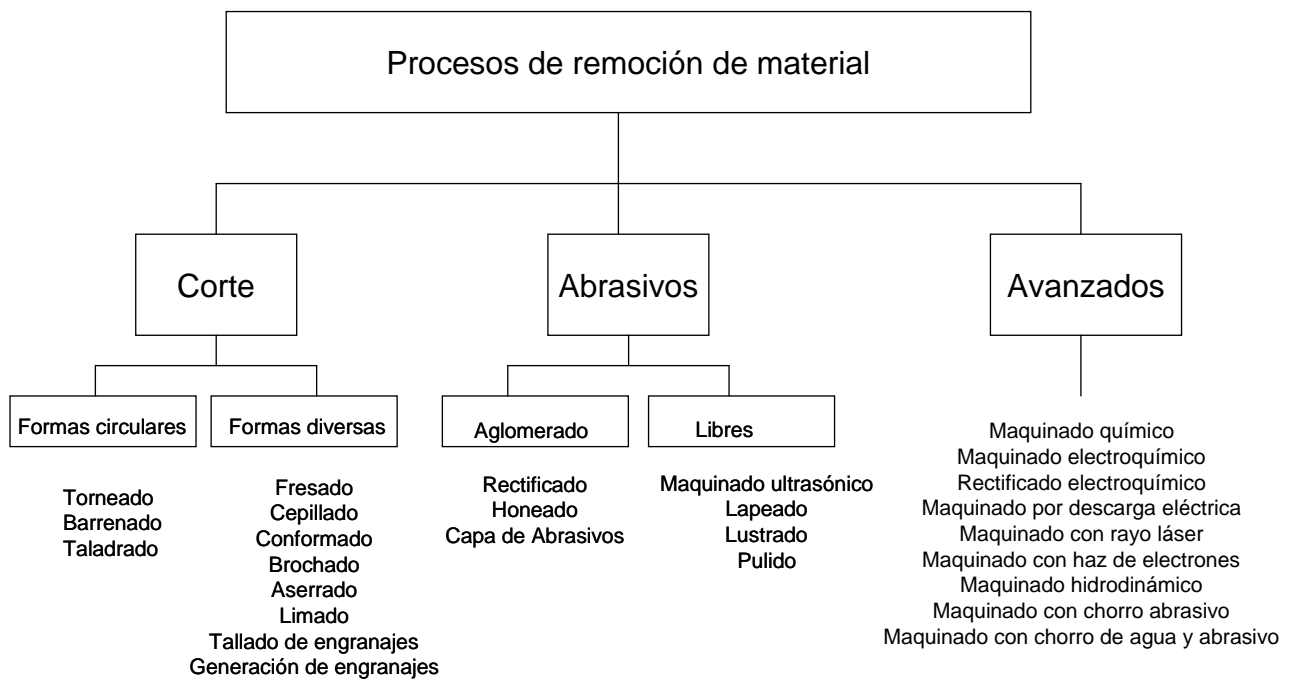 Procesos de remoción de material
Corte
Abrasivos
Avanzados
Formas circulares
Formas diversas
Aglomerado
Libres
Torneado
Barrenado
Taladrado
Fresado
Cepillado
Conformado
Brochado
Aserrado
Limado
Tallado de engranajes
Generación de engranajes
Rectificado
Honeado
Capa de Abrasivos
Maquinado ultrasónico
Lapeado
Lustrado
Pulido
Maquinado químico
Maquinado electroquímico
Rectificado electroquímico
Maquinado por descarga eléctrica
Maquinado con rayo láser
Maquinado con haz de electrones
Maquinado hidrodinámico
Maquinado con chorro abrasivo
Maquinado con chorro de agua y abrasivo